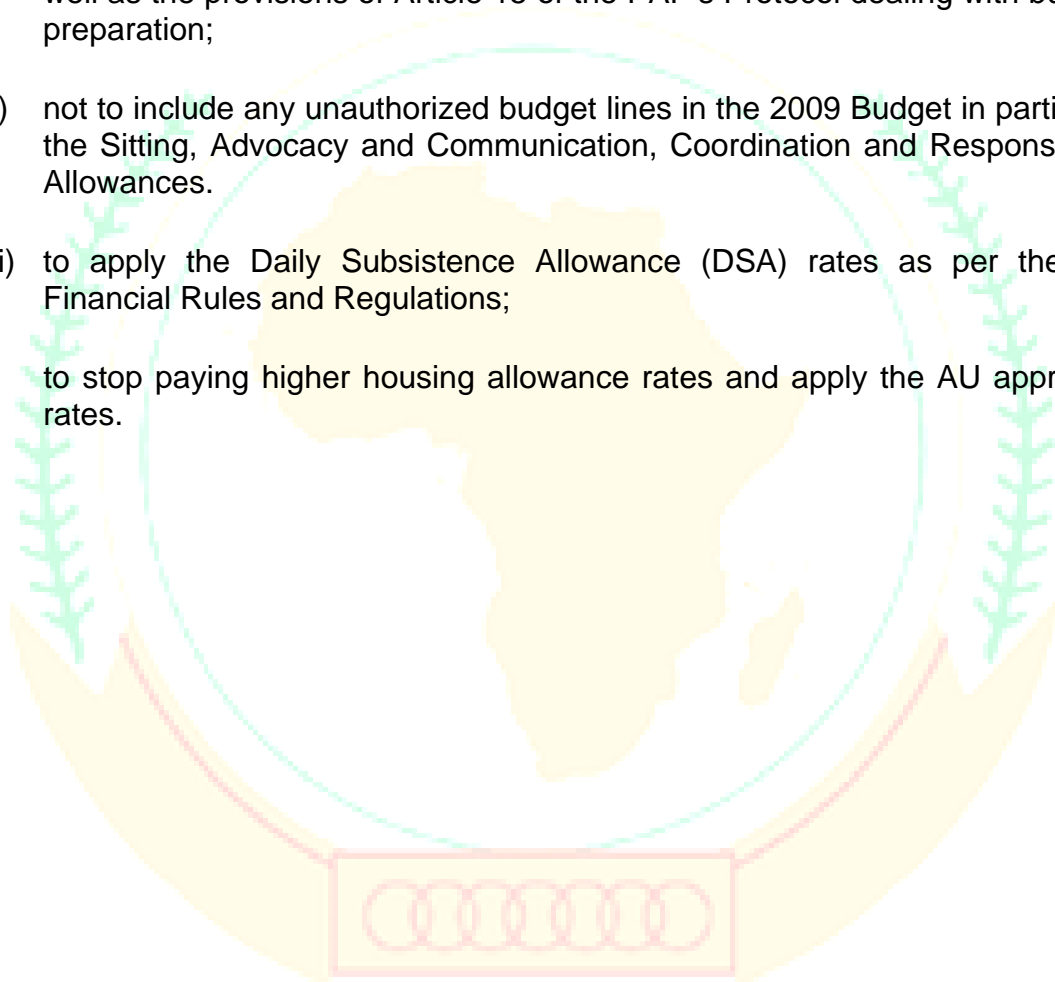 preparation;
) not to include any unauthorized budget lines in the 2009 Budget in parti
the Sitting, Advocacy and Communication, Coordination and Respons
Allowances.
i) to apply the Daily Subsistence Allowance (DSA) rates as per the
Financial Rules and Regulations;
to stop paying higher housing allowance rates and apply the AU appr
rates.